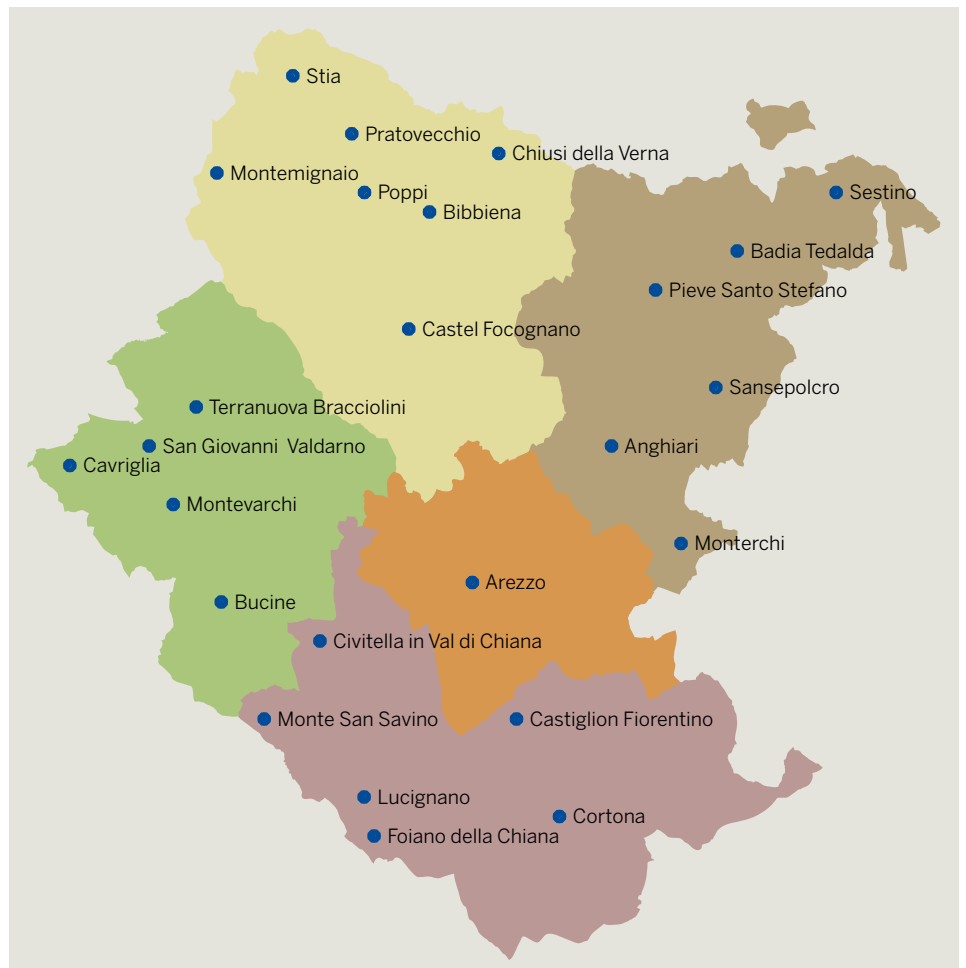 Stia
Pratovecchio
Chiusi della Verna
Montemignaio
Poppi
Sestino
Bibbiena
Badia Tedalda
Pieve Santo Stefano
Castel Focognano
Sansepolcro
Terranuova Bracciolini
San Giovanni Valdarno
Anghiari
Cavriglia
Montevarchi
Monterchi
Arezzo
Bucine
Civitella in Val di Chiana
Monte San Savino
Castiglion Fiorentino
Lucignano
Cortona
Foiano della Chiana